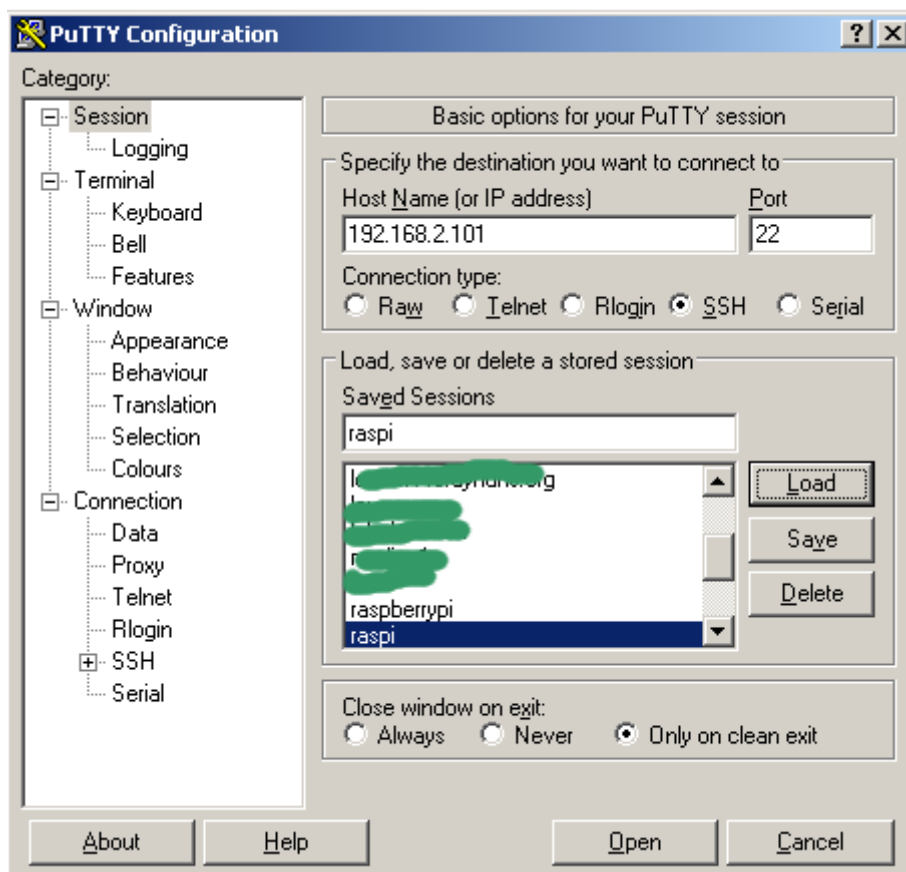 PuTTY Configuration
Category:
Session
Logging
Terminal
Keyboard
Bell
Features
Window
Appearance
Behaviour
Translation
Selection
Colours
Connection
Data
Proxy
Telnet
Rlogin
SSH
Serial
Basic options for your PuTTY session
Specify the destination you want to connect to
Host Name (or IP address) Port
192.168.2.101 22
Connection type:
Raw Telnet Rlogin SSH Serial
Load, save or delete a stored session
Saved Sessions
raspi
raspberrypi
raspi
Load
Save
Delete
Close window on exit:
Always Never Only on clean exit
About Help Open Cancel